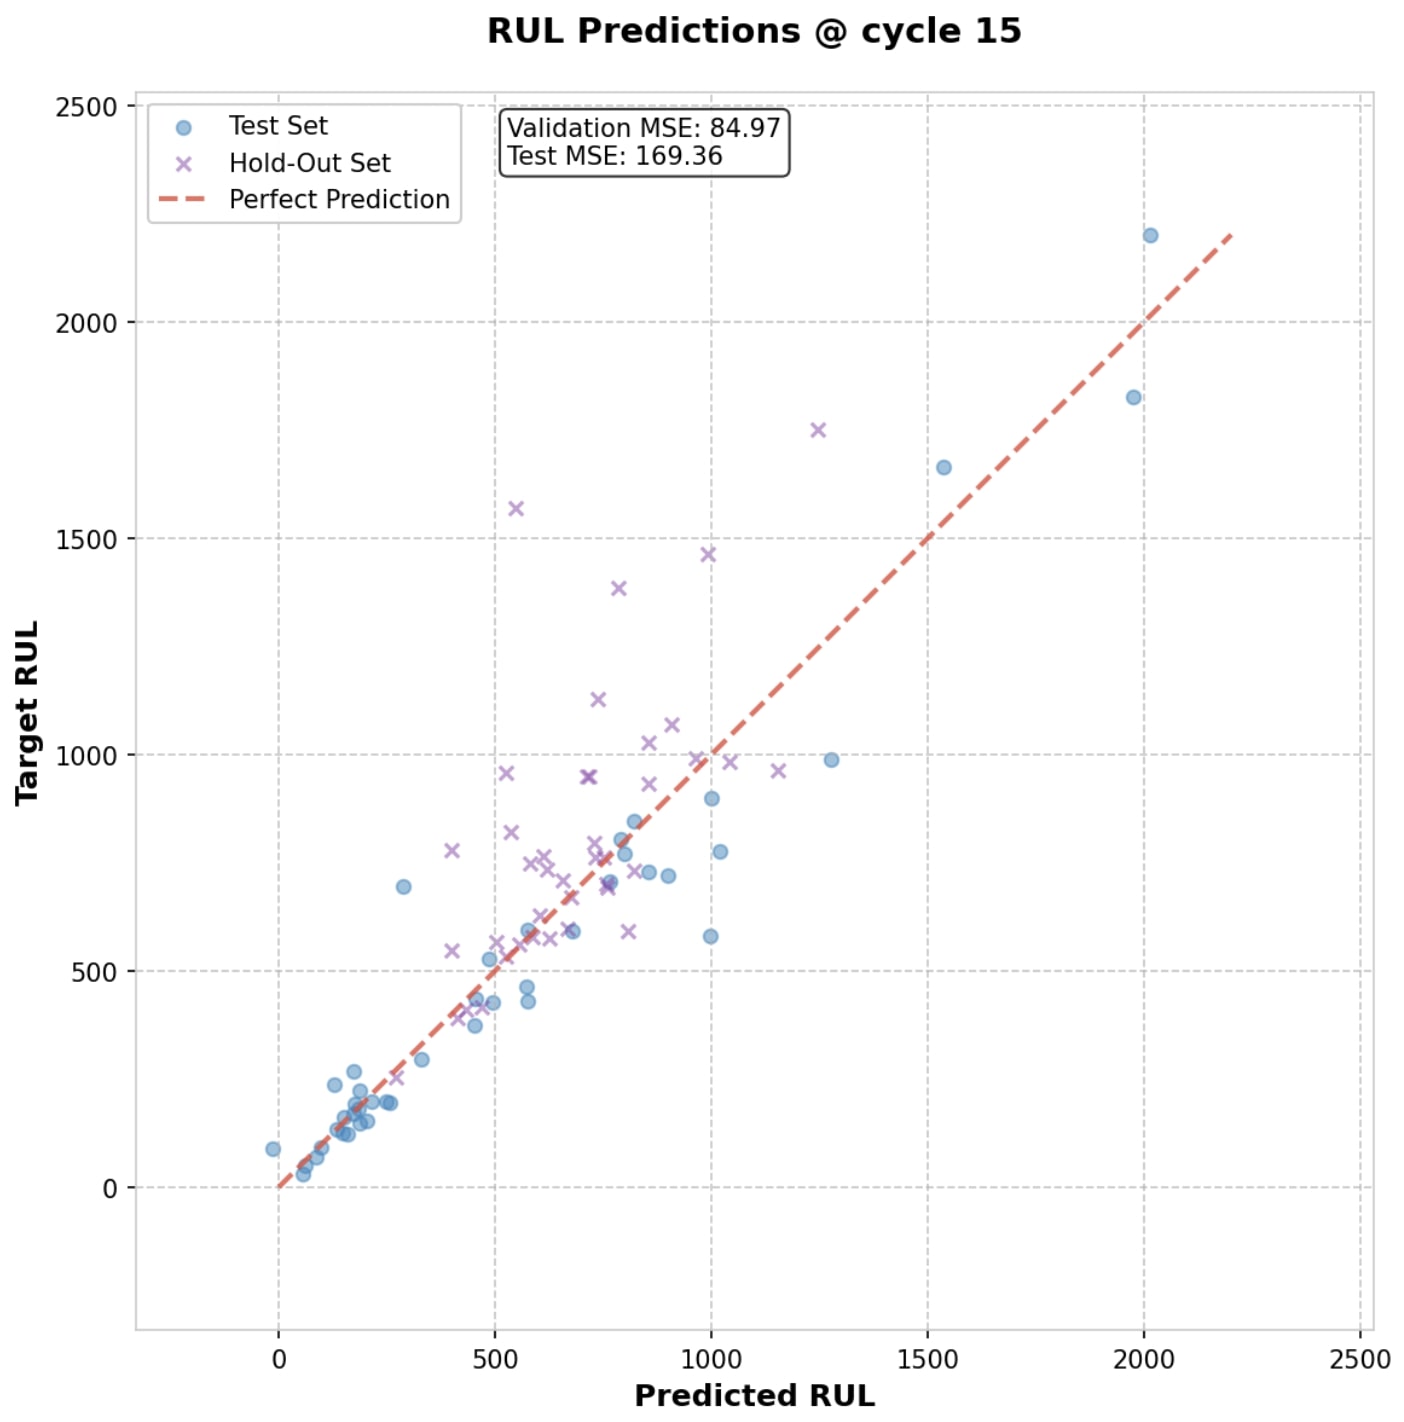 RUL Predictions @ cycle 15
2500
2000
1500
1000
500
0
Test Set
Hold-Out Set
Perfect Prediction
Validation MSE: 84.97
Test MSE: 169.36
Target RUL
0
500
1000
1500
2000
2500
Predicted RUL